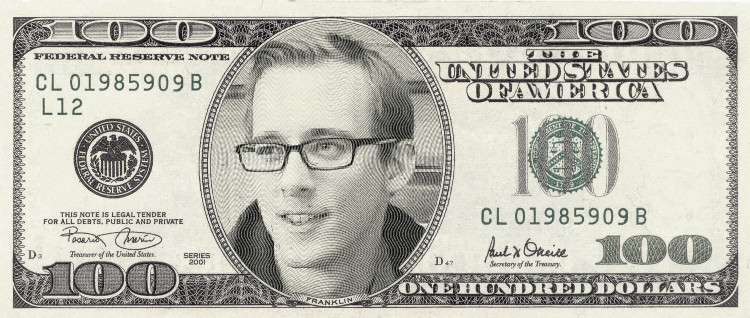 100
100
FEDERAL RESERVE NOTE
THE
UNITED STATES
OF AMERICA
CL 01985909 B
L12
100
UNITED STATES
FEDERAL RESERVE SYSTEM
THIS NOTE IS LEGAL TENDER
FOR ALL DEBTS, PUBLIC AND PRIVATE
CL 01985909 B
Treasurer of the United States.
SERIES
2001
D3
D47
Secretary of the Treasury.
100
100
FRANKLIN
ONE HUNDRED DOLLARS